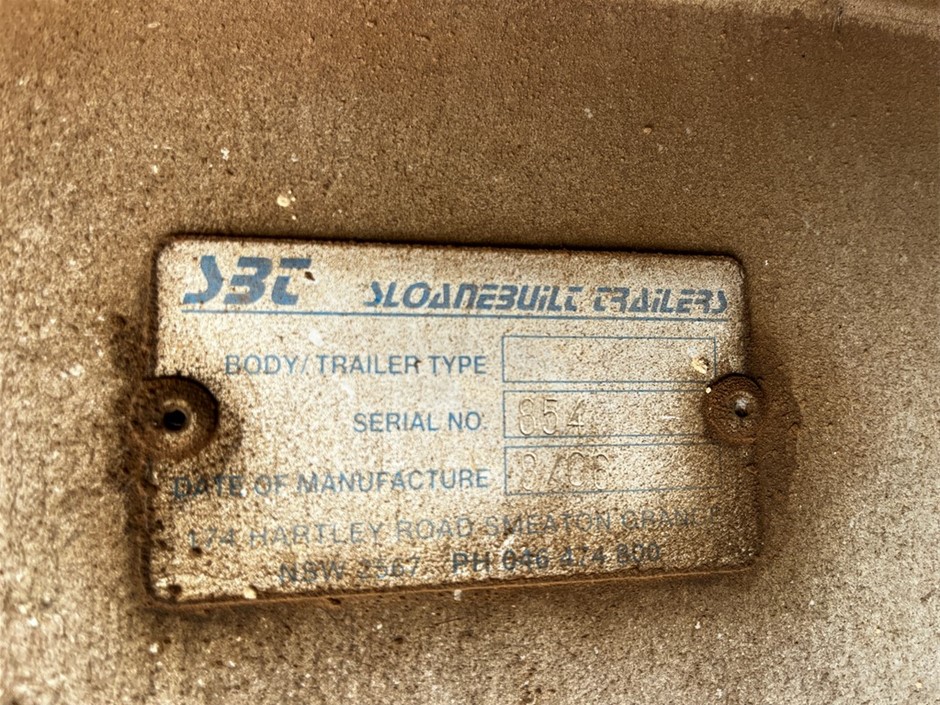 SBT SLOANEBUILT TRAILERS
BODY/TRAILER TYPE
SERIAL NO. 654
DATE OF MANUFACTURE
174 HARTLEY ROAD SMEATON GRANGE
NSW 2567 PH 046 474 800